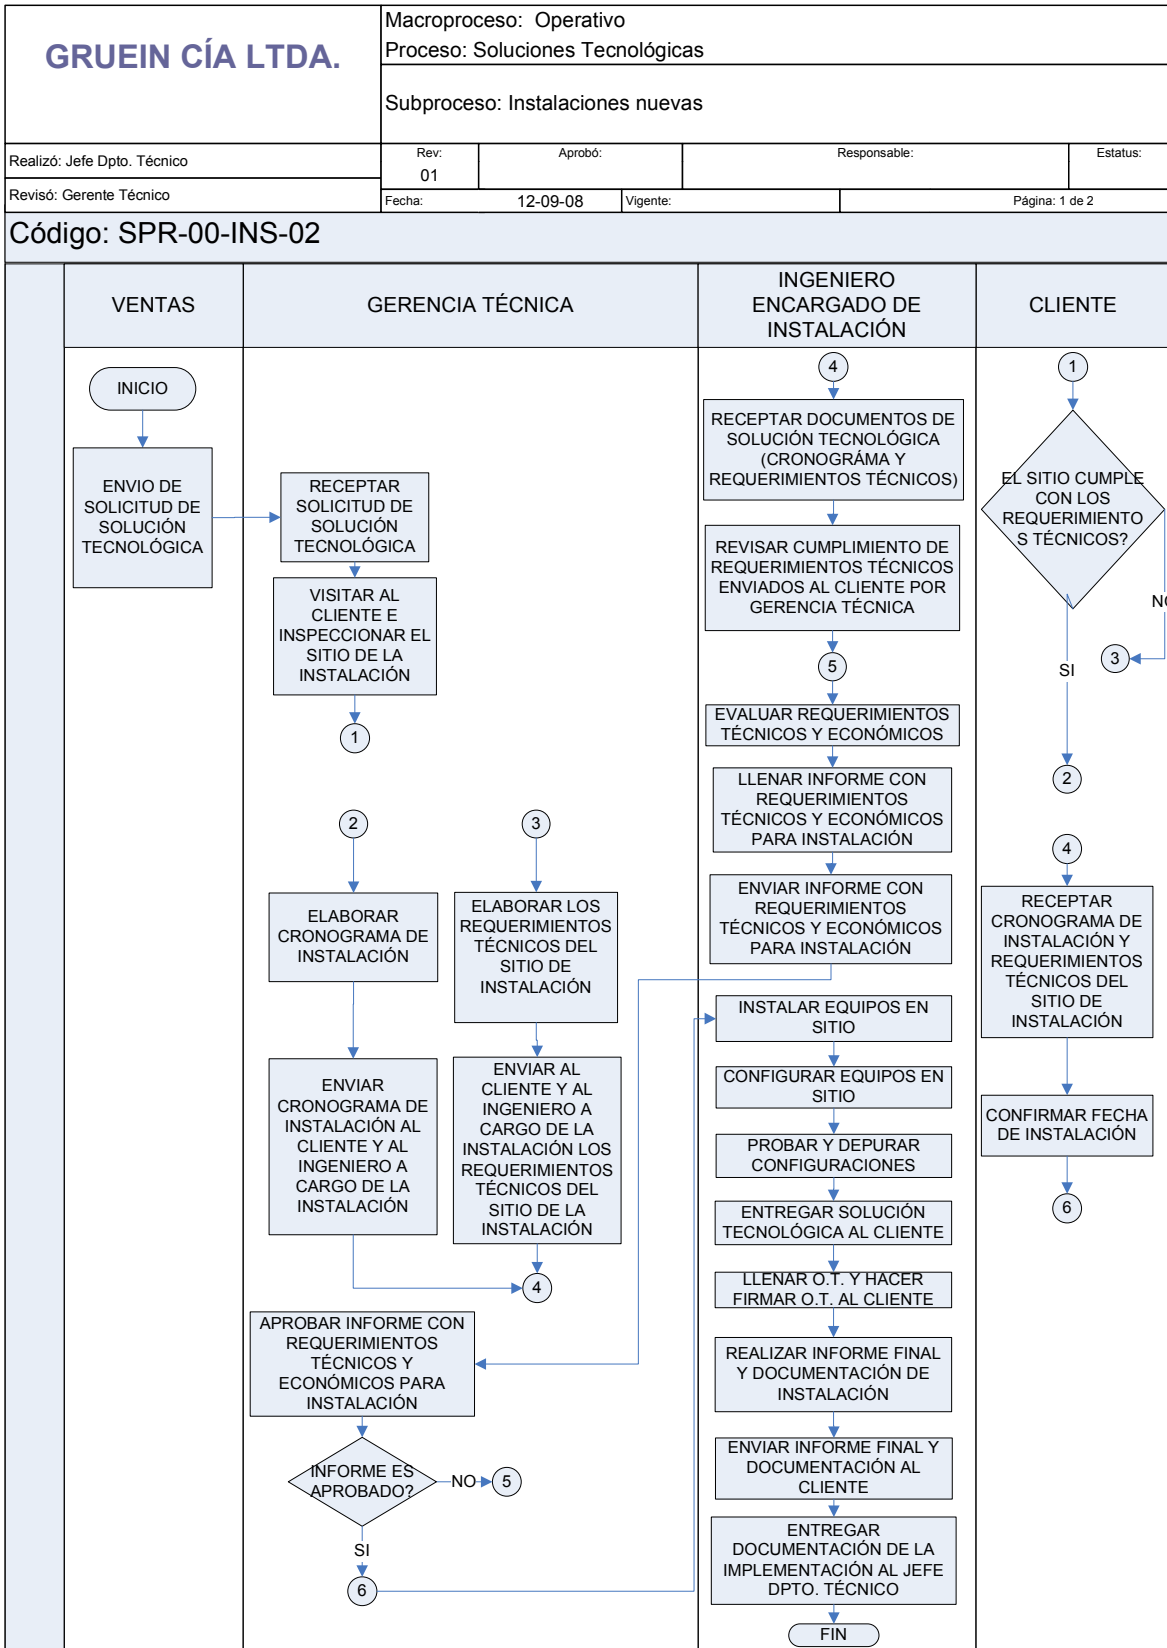 GRUEIN CÍA LTDA.
Macroproceso: Operativo
Proceso: Soluciones Tecnológicas
Subproceso: Instalaciones nuevas
Realizó: Jefe Dpto. Técnico
Revisó: Gerente Técnico
Rev:
01
Aprobó:
Responsable:
Estatus:
Fecha:
12-09-08
Vigente:
Página: 1 de 2
Código: SPR-00-INS-02
VENTAS
GERENCIA TÉCNICA
INGENIERO
ENCARGADO DE
INSTALACIÓN
CLIENTE
INICIO
ENVIO DE
SOLICITUD DE
SOLUCIÓN
TECNOLÓGICA
RECEPTAR
SOLICITUD DE
SOLUCIÓN
TECNOLÓGICA
VISITAR AL
CLIENTE E
INSPECCIONAR EL
SITIO DE LA
INSTALACIÓN
1
2
ELABORAR
CRONOGRAMA DE
INSTALACIÓN
ENVIAR
CRONOGRAMA DE
INSTALACIÓN AL
CLIENTE Y AL
INGENIERO A
CARGO DE LA
INSTALACIÓN
3
ELABORAR LOS
REQUERIMIENTOS
TÉCNICOS DEL
SITIO DE
INSTALACIÓN
ENVIAR AL
CLIENTE Y AL
INGENIERO A
CARGO DE LA
INSTALACIÓN LOS
REQUERIMIENTOS
TÉCNICOS DEL
SITIO DE LA
INSTALACIÓN
4
APROBAR INFORME CON
REQUERIMIENTOS
TÉCNICOS Y
ECONÓMICOS PARA
INSTALACIÓN
INFORME ES
APROBADO?
NO
5
SI
6
4
RECEPTAR DOCUMENTOS DE
SOLUCIÓN TECNOLÓGICA
(CRONOGRÁMA Y
REQUERIMIENTOS TÉCNICOS)
REVISAR CUMPLIMIENTO DE
REQUERIMIENTOS TÉCNICOS
ENVIADOS AL CLIENTE POR
GERENCIA TÉCNICA
5
EVALUAR REQUERIMIENTOS
TÉCNICOS Y ECONÓMICOS
LLENAR INFORME CON
REQUERIMIENTOS
TÉCNICOS Y ECONÓMICOS
PARA INSTALACIÓN
ENVIAR INFORME CON
REQUERIMIENTOS
TÉCNICOS Y ECONÓMICOS
PARA INSTALACIÓN
INSTALAR EQUIPOS EN
SITIO
CONFIGURAR EQUIPOS EN
SITIO
PROBAR Y DEPURAR
CONFIGURACIONES
ENTREGAR SOLUCIÓN
TECNOLÓGICA AL CLIENTE
LLENAR O.T. Y HACER
FIRMAR O.T. AL CLIENTE
REALIZAR INFORME FINAL
Y DOCUMENTACIÓN DE
INSTALACIÓN
ENVIAR INFORME FINAL Y
DOCUMENTACIÓN AL
CLIENTE
ENTREGAR
DOCUMENTACIÓN DE LA
IMPLEMENTACIÓN AL JEFE
DPTO. TÉCNICO
FIN
1
EL SITIO CUMPLE
CON LOS
REQUERIMIENTO
S TÉCNICOS?
NO
3
SI
2
4
RECEPTAR
CRONOGRAMA DE
INSTALACIÓN Y
REQUERIMIENTOS
TÉCNICOS DEL
SITIO DE
INSTALACIÓN
CONFIRMAR FECHA
DE INSTALACIÓN
6